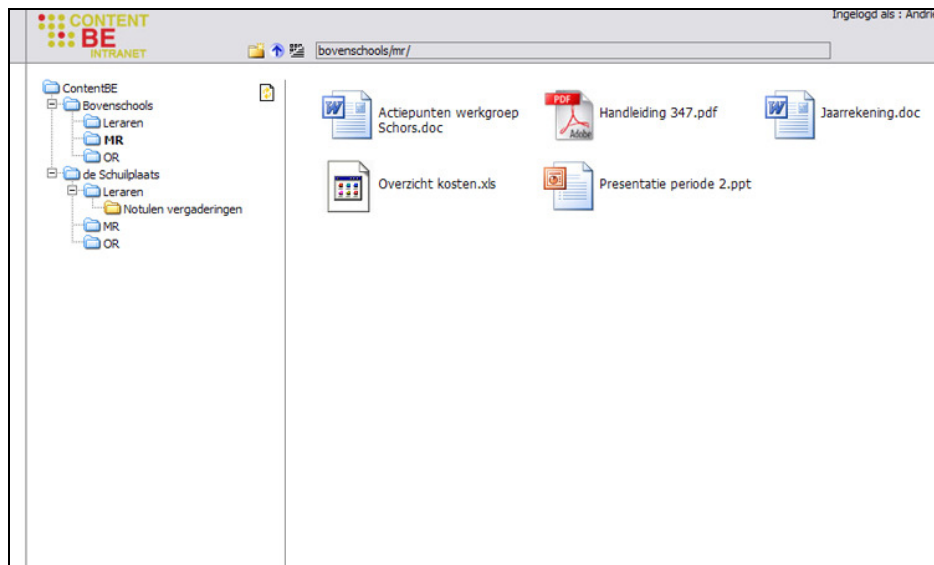 CONTENT
BE
INTRANET
Ingelogd als : Andrie
bovenschools/mr/
ContentBE
Bovenschools
Leraren
MR
OR
de Schuilplaats
Leraren
Notulen vergaderingen
MR
OR
Actiepunten werkgroep
Schors.doc
PDF
Adobe
Handleiding 347.pdf
Jaarrekening.doc
Overzicht kosten.xls
Presentatie periode 2.ppt